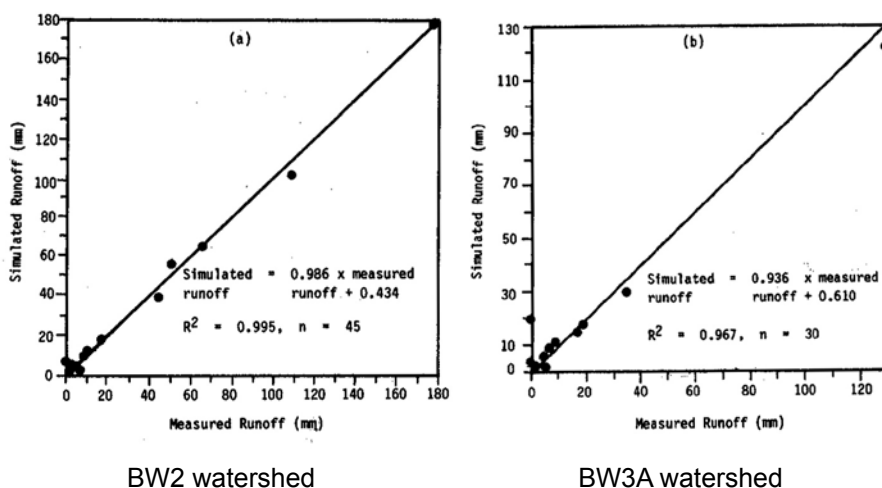 (a)
180
160
140
120
100
80
60
40
20
0
Simulated Runoff (mm)
Simulated = 0.986 x measured
runoff runoff + 0.434
R2 = 0.995, n = 45
0 20 40 60 80 100 120 140 160 180
Measured Runoff (mm)
BW2 watershed
(b)
130
110
90
70
50
30
10
0
Simulated Runoff (mm)
Simulated = 0.936 x measured
runoff runoff + 0.610
R2 = 0.967, n = 30
0 20 40 60 80 100 120
Measured Runoff (mm)
BW3A watershed